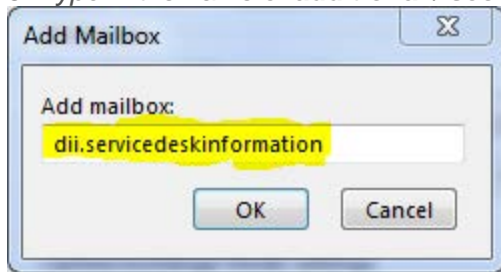 Add Mailbox
Add mailbox:
dii.servicedeskinformation
OK Cancel